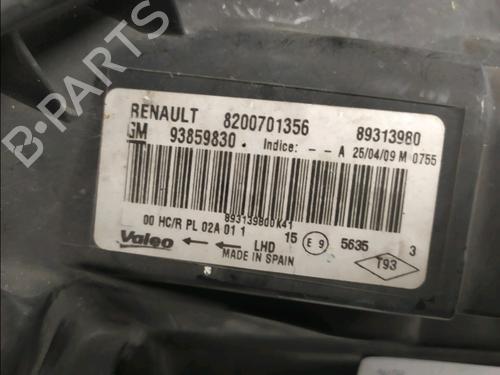 B-PARTS
RENAULT 8200701356 89313980
GM 93859830. Indice: - - A 25/04/09 M 0755
893139800K41
00 HC/R PL 02A 01 1
Valeo LHD 15 E 9 5635 3
MADE IN SPAIN T93